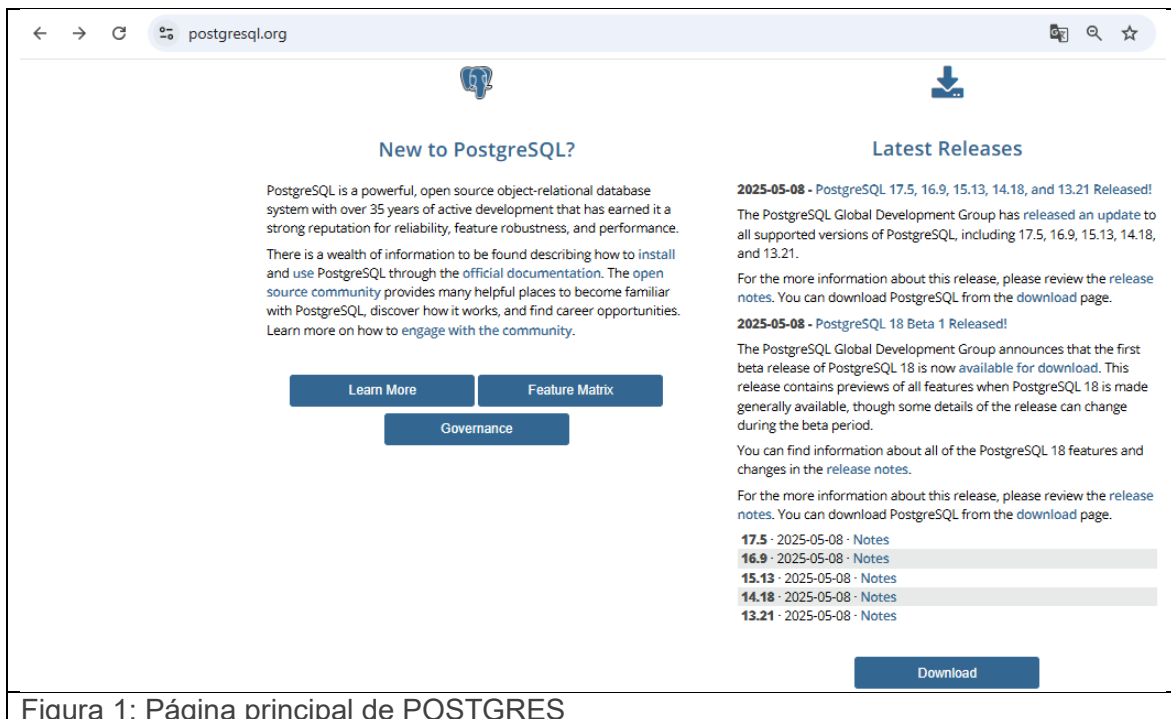 postgresql.org
New to PostgreSQL?
PostgreSQL is a powerful, open source object-relational database
system with over 35 years of active development that has earned it a
strong reputation for reliability, feature robustness, and performance.
There is a wealth of information to be found describing how to install
and use PostgreSQL through the official documentation. The open
source community provides many helpful places to become familiar
with PostgreSQL, discover how it works, and find career opportunities.
Learn more on how to engage with the community.
Learn More
Feature Matrix
Governance
Latest Releases
2025-05-08 - PostgreSQL 17.5, 16.9, 15.13, 14.18, and 13.21 Released!
The PostgreSQL Global Development Group has released an update to
all supported versions of PostgreSQL, including 17.5, 16.9, 15.13, 14.18,
and 13.21.
For the more information about this release, please review the release
notes. You can download PostgreSQL from the download page.
2025-05-08 - PostgreSQL 18 Beta 1 Released!
The PostgreSQL Global Development Group announces that the first
beta release of PostgreSQL 18 is now available for download. This
release contains previews of all features when PostgreSQL 18 is made
generally available, though some details of the release can change
during the beta period.
You can find information about all of the PostgreSQL 18 features and
changes in the release notes.
For the more information about this release, please review the release
notes. You can download PostgreSQL from the download page.
17.5 · 2025-05-08 · Notes
16.9 · 2025-05-08 · Notes
15.13 · 2025-05-08 · Notes
14.18 · 2025-05-08 · Notes
13.21 · 2025-05-08 · Notes
Download
Figura 1: Página principal de POSTGRES